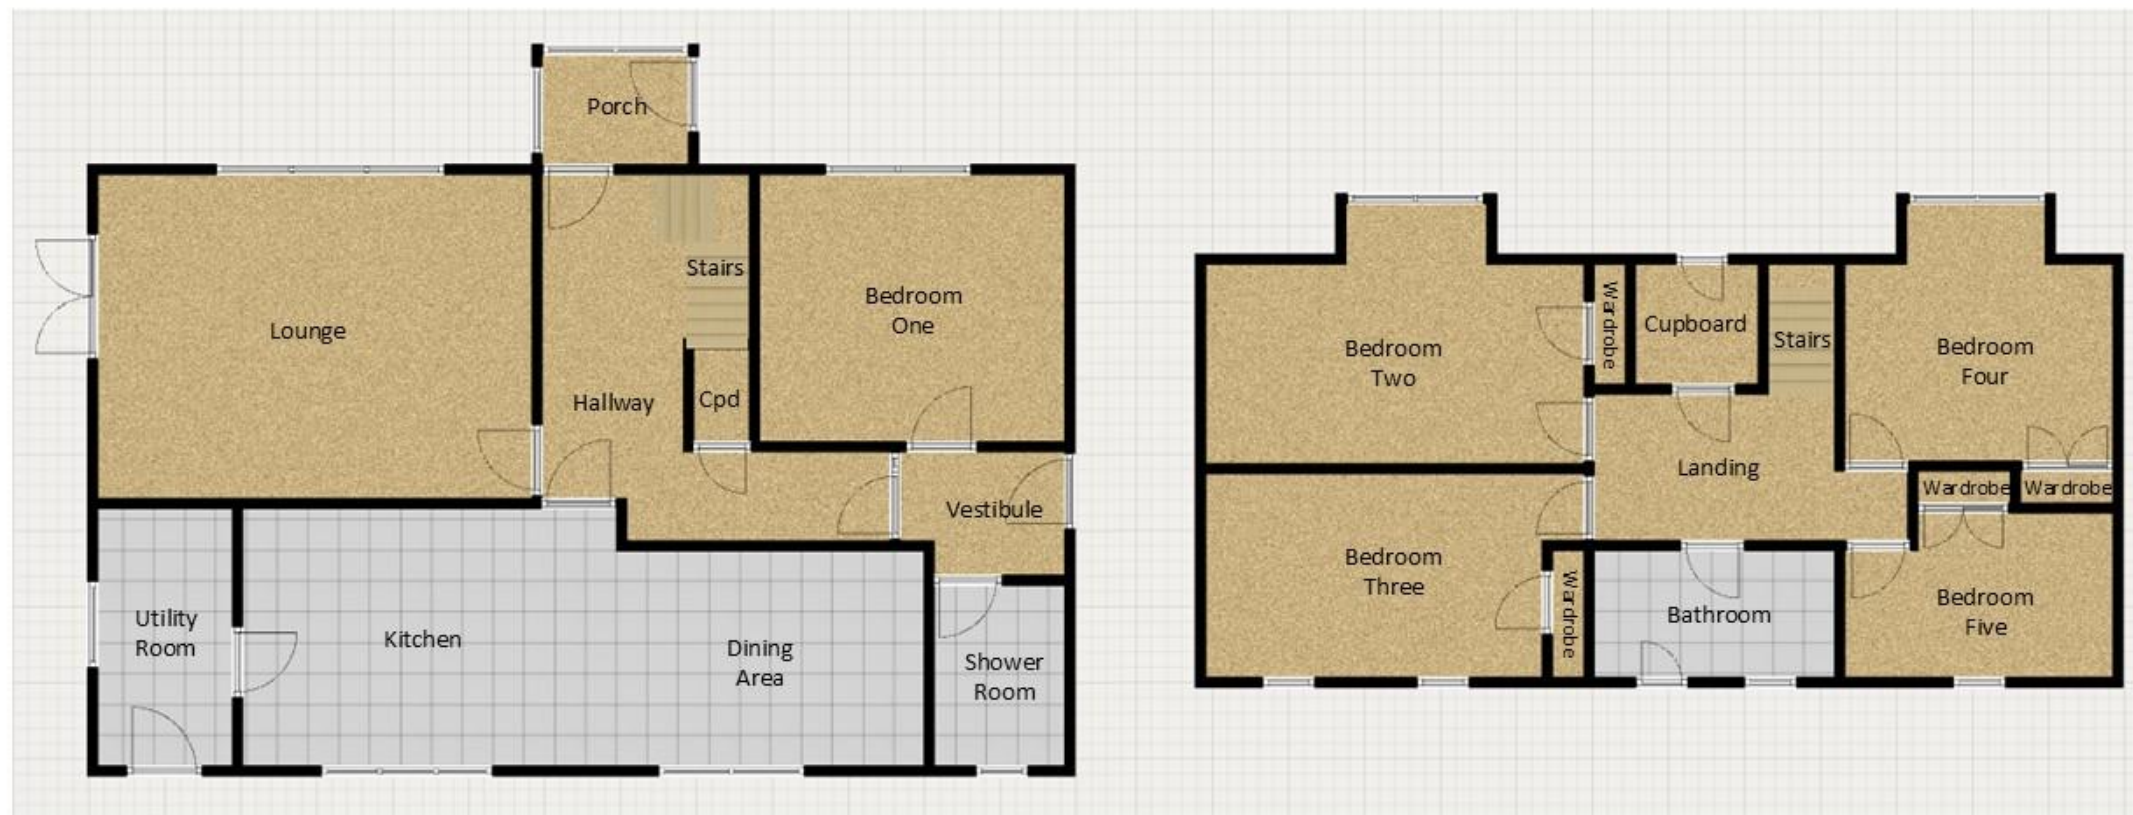 Porch
Lounge
Hallway
Stairs
Cpd
Bedroom
One
Vestibule
Utility
Room
Kitchen
Dining
Area
Shower
Room
Bedroom
Two
Wardrobe
Cupboard
Stairs
Bedroom
Four
Landing
Wardrobe
Wardrobe
Bedroom
Three
Wardrobe
Bathroom
Bedroom
Five